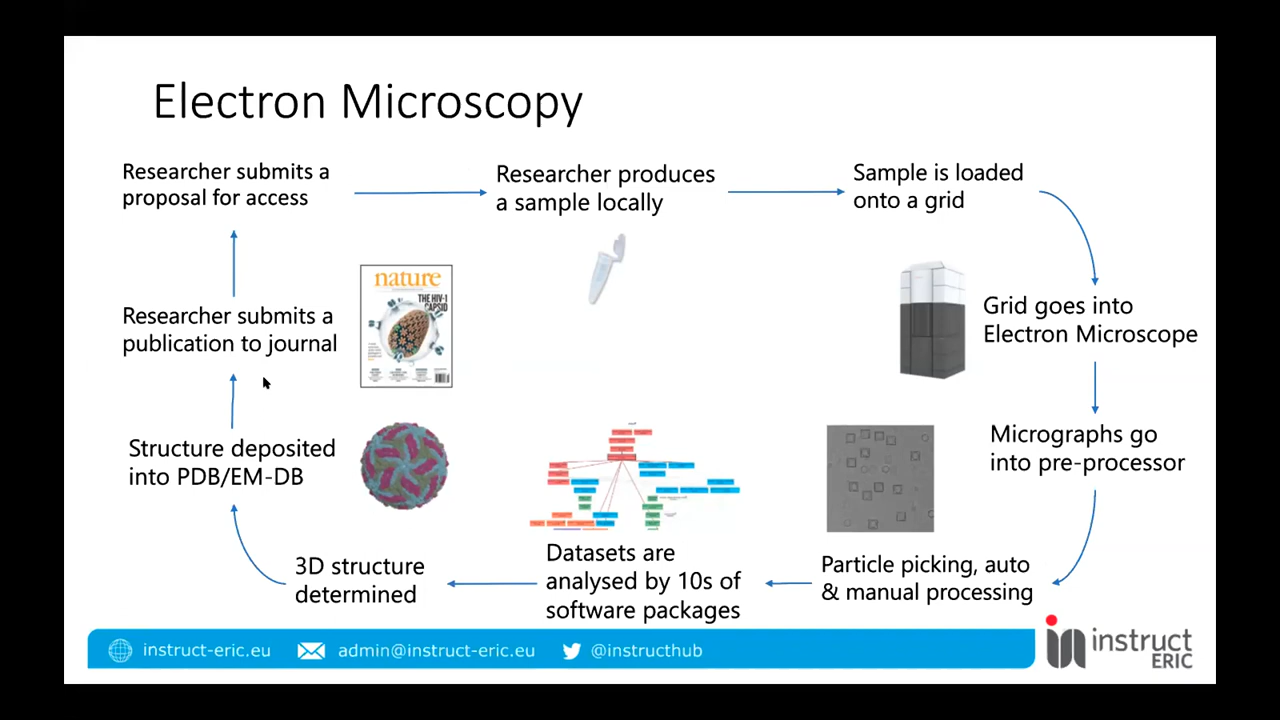 Electron Microscopy
Researcher submits a
proposal for access
Researcher produces
a sample locally
Sample is loaded
onto a grid
Grid goes into
Electron Microscope
Micrographs go
into pre-processor
Particle picking, auto
& manual processing
Datasets are
analysed by 10s of
software packages
3D structure
determined
Structure deposited
into PDB/EM-DB
Researcher submits a
publication to journal
nature
THE HIV-1
CAPSID
instruct-eric.eu
admin@instruct-eric.eu
@instructhub
instruct
ERIC